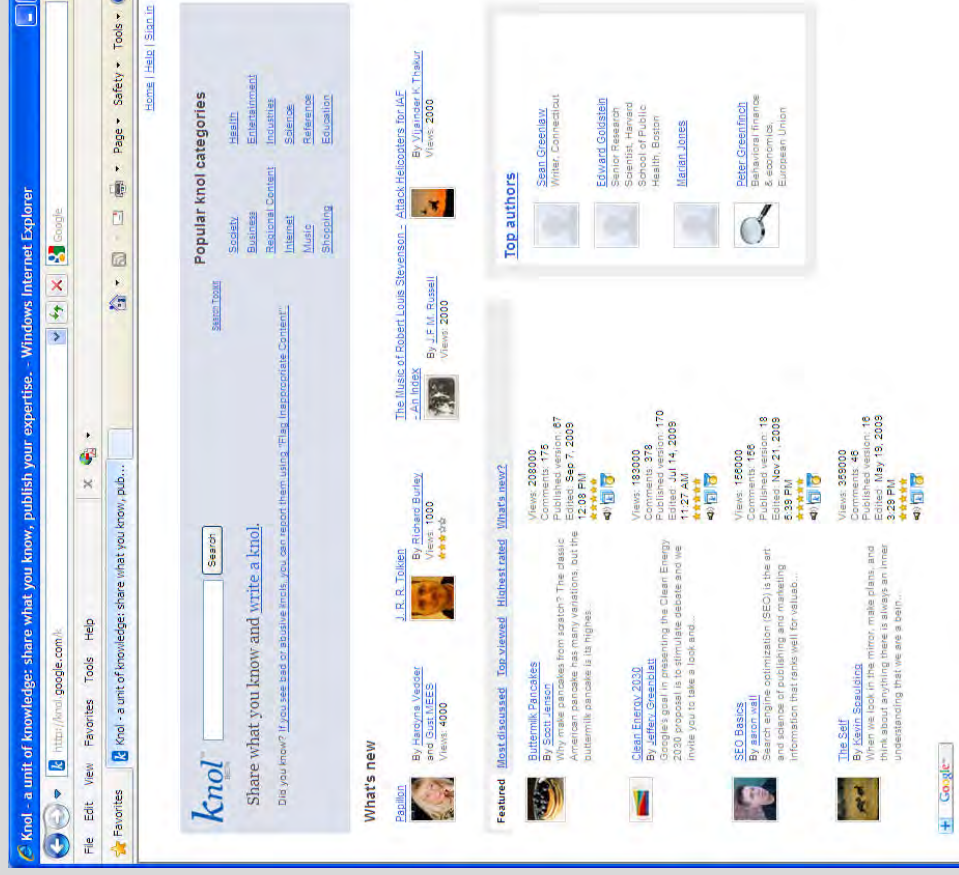 Knol - a unit of knowledge: share what you know, publish your expertise. - Windows Internet Explorer
http://knol.google.com/k
Google
File Edit View Favorites Tools Help
Favorites
Knol - a unit of knowledge: share what you know, pub...
Page Safety Tools
Home | Help | Sign in
knol™
BETA
Search
Search Toolkit
Share what you know and write a knol.
Did you know? If you see bad or abusive knols, you can report them using "Flag Inappropriate Content".
Popular knol categories
Society
Business
Regional Content
Internet
Music
Shopping
Health
Entertainment
Industries
Science
Reference
Education
What's new
Papillon
By Hardyna Vedder
and Gust MEES
Views: 4000
J. R. R. Tolkien
By Richard Burley
Views: 1000
The Music of Robert Louis Stevenson -
- An Index
By J.F.M. Russell
Views: 2000
Attack Helicopters for IAF
By Vijainder K Thakur
Views: 2000
Featured Most discussed Top viewed Highest rated What's new?
Buttermilk Pancakes
By Scott Jenson
Why make pancakes from scratch? The classic
American pancake has many variations, but the
buttermilk pancake is its highes
Views: 208000
Comments: 175
Published version: 67
Edited: Sep 7, 2009
12:08 PM
Clean Energy 2030
By Jeffery Greenblatt
Google's goal in presenting the Clean Energy
2030 proposal is to stimulate debate and we
invite you to take a look and...
Views: 183000
Comments: 378
Published version: 170
Edited: Jul 14, 2009
11:27 AM
SEO Basics
By aaron wall
Search engine optimization (SEO) is the art
and science of publishing and marketing
information that ranks well for valuab...
Views: 158000
Comments: 156
Published version: 18
Edited: Nov 21, 2009
5:39 PM
The Self
By Kevin Spaulding
When we look in the mirror, make plans, and
think about anything there is always an inner
understanding that we are a bein...
Views: 359000
Comments: 46
Published version: 16
Edited: May 19, 2009
3:29 PM
Top authors
Sean Greenlaw
Writer, Connecticut
Edward Goldstein
Senior Research
Scientist, Harvard
School of Public
Health, Boston
Marian Jones
Peter Greenfinch
Behavioral finance
& economics,
European Union
Google™